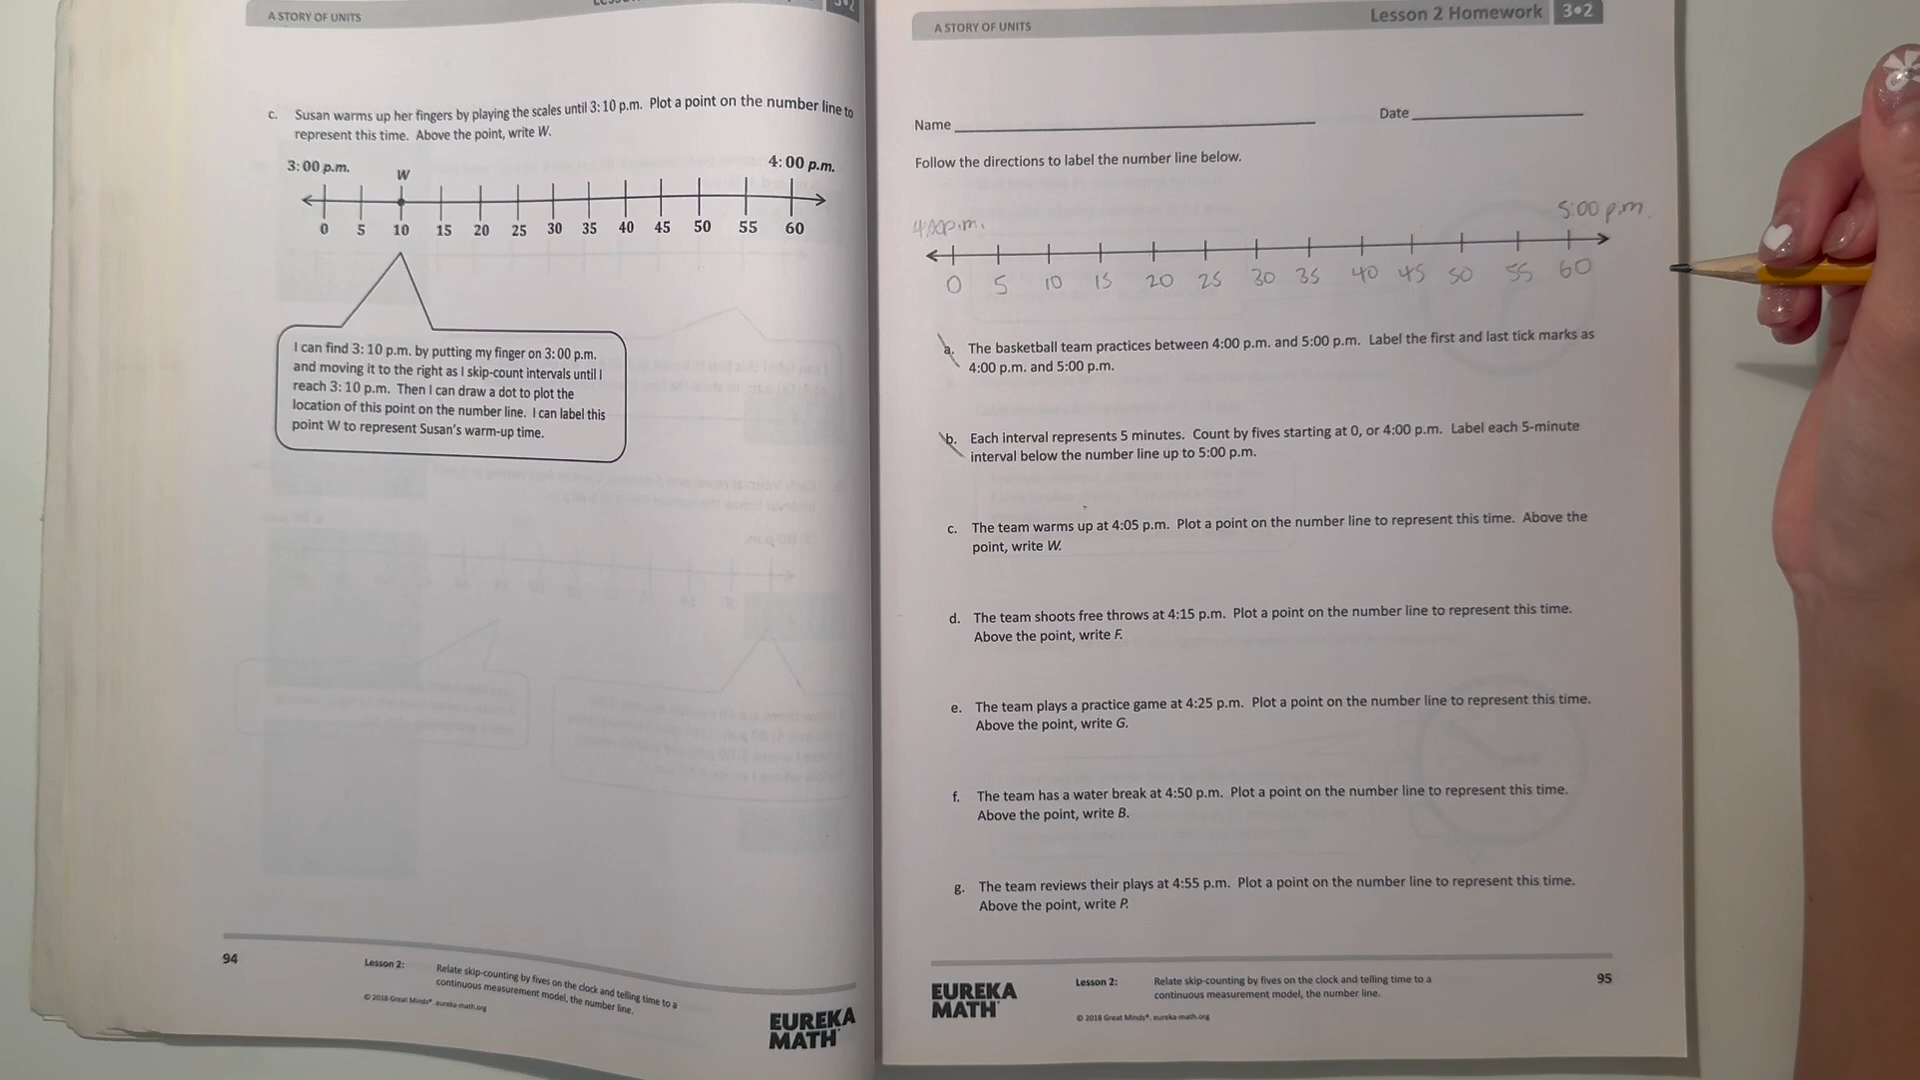 A STORY OF UNITS
3•2
c. Susan warms up her fingers by playing the scales until 3:10 p.m. Plot a point on the number line to
represent this time. Above the point, write W.
3:00 p.m.
4:00 p.m.
W
0 5 10 15 20 25 30 35 40 45 50 55 60
I can find 3:10 p.m. by putting my finger on 3:00 p.m.
and moving it to the right as I skip-count intervals until I
reach 3:10 p.m. Then I can draw a dot to plot the
location of this point on the number line. I can label this
point W to represent Susan's warm-up time.
94
Lesson 2:
Relate skip-counting by fives on the clock and telling time to a
continuous measurement model, the number line.
© 2018 Great Minds®. eureka-math.org
EUREKA
MATH
A STORY OF UNITS
Lesson 2 Homework 3•2
Name
Date
Follow the directions to label the number line below.
4:00p.m.
5:00 p.m.
0 5 10 15 20 25 30 35 40 45 50 55 60
a. The basketball team practices between 4:00 p.m. and 5:00 p.m. Label the first and last tick marks as
4:00 p.m. and 5:00 p.m.
b. Each interval represents 5 minutes. Count by fives starting at 0, or 4:00 p.m. Label each 5-minute
interval below the number line up to 5:00 p.m.
c. The team warms up at 4:05 p.m. Plot a point on the number line to represent this time. Above the
point, write W.
d. The team shoots free throws at 4:15 p.m. Plot a point on the number line to represent this time.
Above the point, write F.
e. The team plays a practice game at 4:25 p.m. Plot a point on the number line to represent this time.
Above the point, write G.
f. The team has a water break at 4:50 p.m. Plot a point on the number line to represent this time.
Above the point, write B.
g. The team reviews their plays at 4:55 p.m. Plot a point on the number line to represent this time.
Above the point, write P.
EUREKA
MATH
Lesson 2:
Relate skip-counting by fives on the clock and telling time to a
continuous measurement model, the number line.
© 2018 Great Minds®. eureka-math.org
95